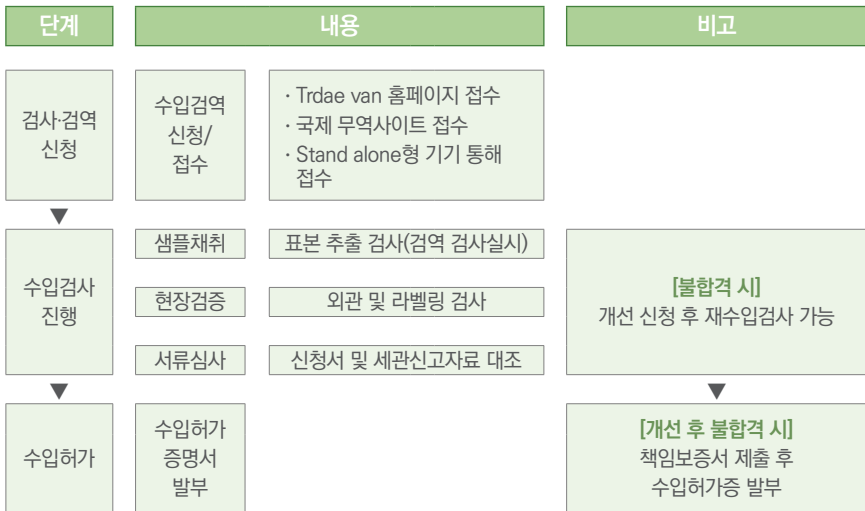 단계
내용
비고
검사·검역
신청
수입검역
신청/
접수
· Trdae van 홈페이지 접수
· 국제 무역사이트 접수
· Stand alone형 기기 통해
접수
▼
수입검사
진행
샘플채취
표본 추출 검사(검역 검사실시)
현장검증
외관 및 라벨링 검사
서류심사
신청서 및 세관신고자료 대조
[불합격 시]
개선 신청 후 재수입검사 가능
▼
▼
수입허가
수입허가
증명서
발부
[개선 후 불합격 시]
책임보증서 제출 후
수입허가증 발부